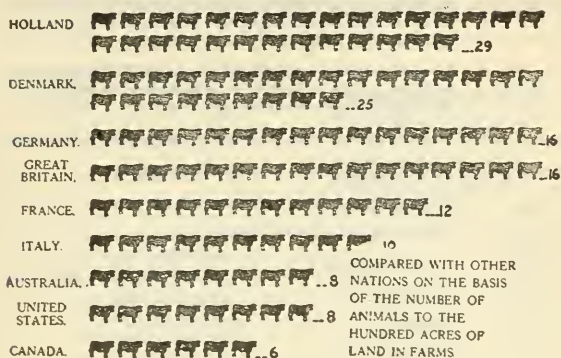 HOLLAND
29
DENMARK.
25
GERMANY. 16
GREAT
BRITAIN. 16
FRANCE. 12
ITALY. 10
AUSTRALIA. 8
UNITED
STATES. 8
CANADA. 6
COMPARED WITH OTHER
NATIONS ON THE BASIS
OF THE NUMBER OF
ANIMALS TO THE
HUNDRED ACRES OF
LAND IN FARMS